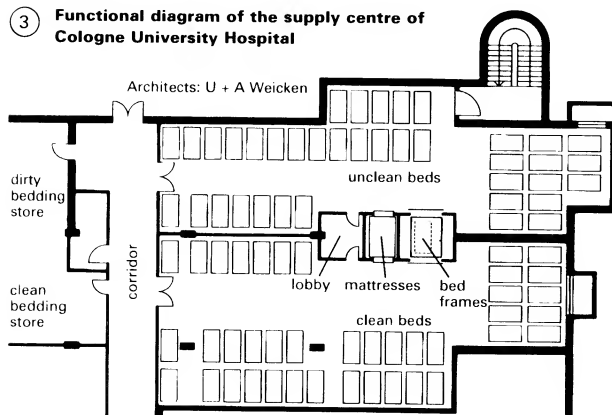 3 Functional diagram of the supply centre of
Cologne University Hospital
Architects: U + A Weicken
unclean beds
dirty
bedding
store
corridor
lobby
mattresses
bed
frames
clean
bedding
store
clean beds